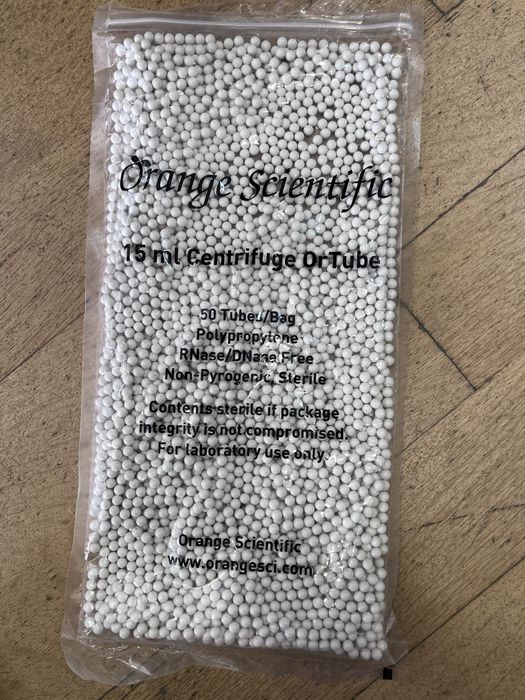 Orange Scientific
15 ml Centrifuge OrTube
50 Tubes/Bag
Polypropylene
RNase/DNase Free
Non-Pyrogenic, Sterile
Contents sterile if package
integrity is not compromised.
For laboratory use only.
Orange Scientific
www.orangesci.com